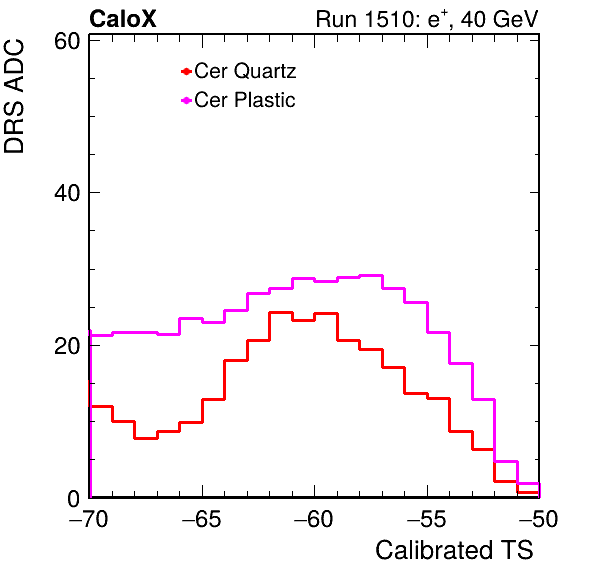 CaloX
Run 1510: e+, 40 GeV
DRS ADC
60
40
20
0
Cer Quartz
Cer Plastic
−70
−65
−60
−55
−50
Calibrated TS